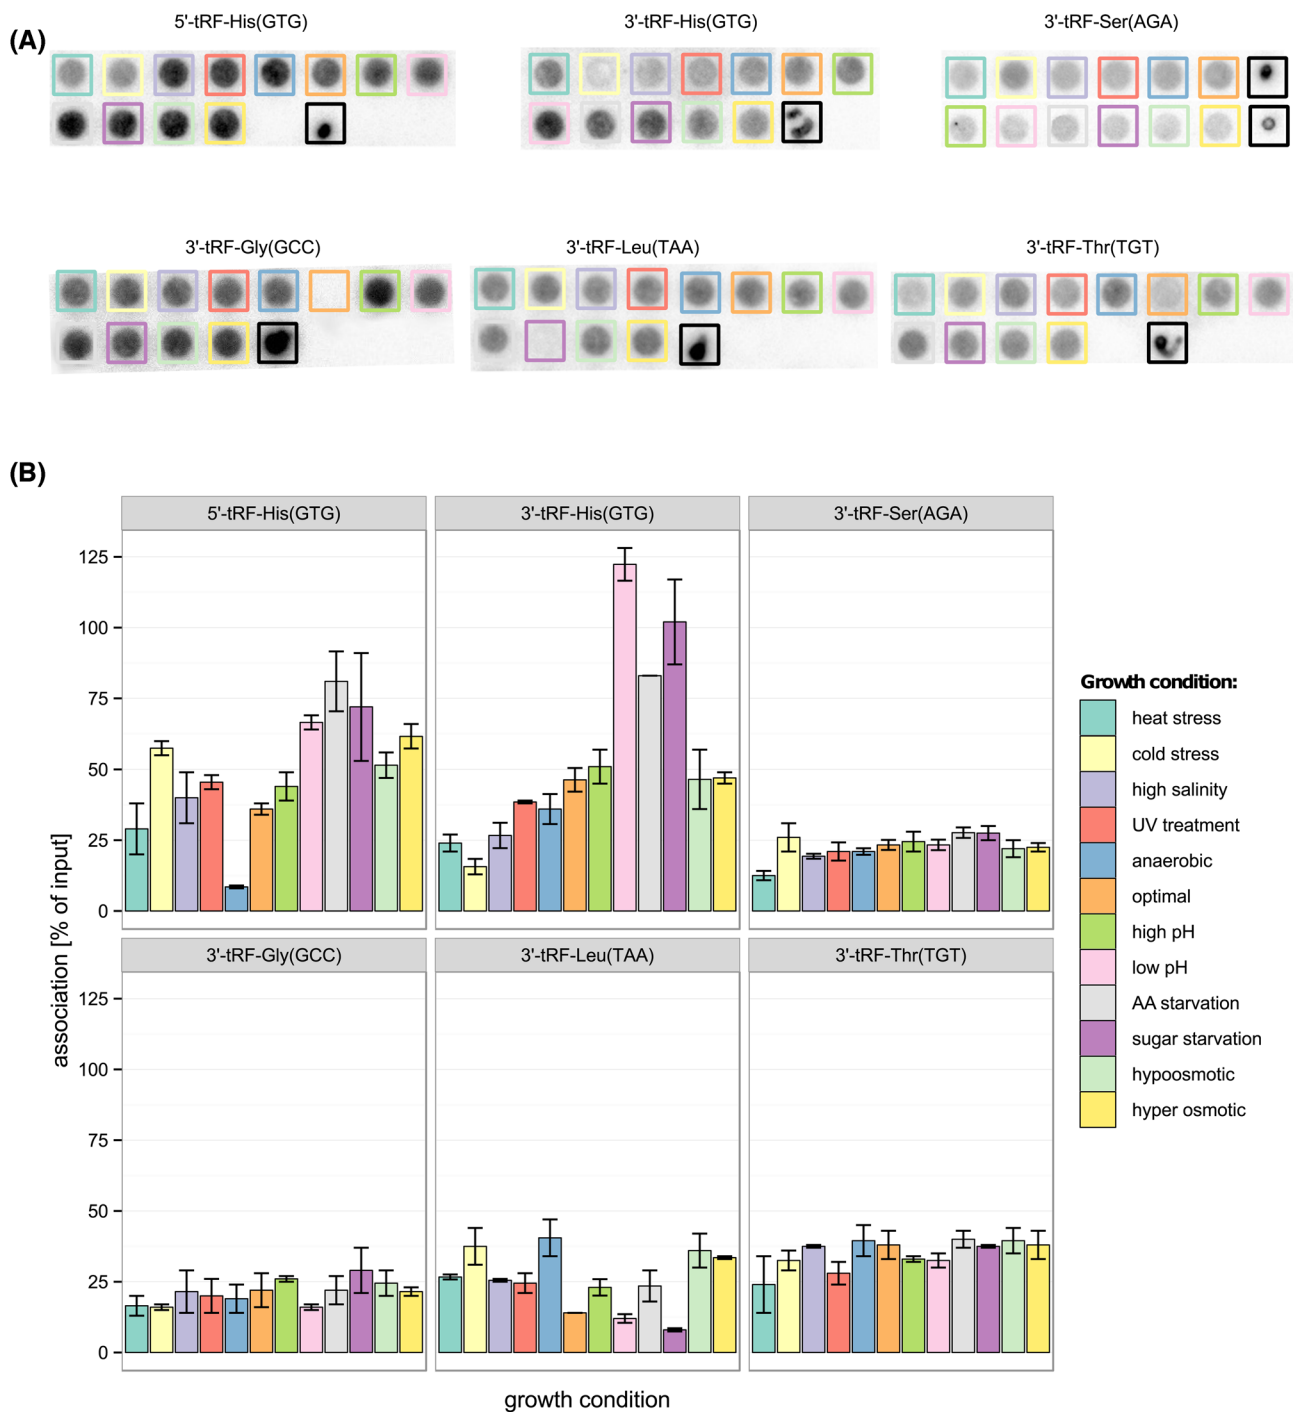 (A)
5'-tRF-His(GTG)
3'-tRF-His(GTG)
3'-tRF-Ser(AGA)
3'-tRF-Gly(GCC)
3'-tRF-Leu(TAA)
3'-tRF-Thr(TGT)
(B)
5'-tRF-His(GTG)
3'-tRF-His(GTG)
3'-tRF-Ser(AGA)
125
100
75
50
25
0
3'-tRF-Gly(GCC)
3'-tRF-Leu(TAA)
3'-tRF-Thr(TGT)
125
100
75
50
25
0
association [% of input]
growth condition
Growth condition:
heat stress
cold stress
high salinity
UV treatment
anaerobic
optimal
high pH
low pH
AA starvation
sugar starvation
hypoosmotic
hyper osmotic